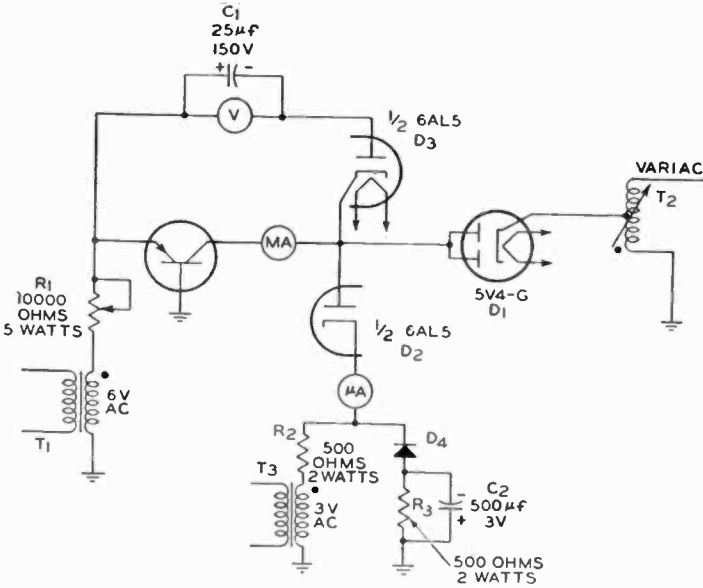 C1
25µf
150V
+ -
V
1/2 6AL5
D3
VARIAC
T2
MA
5V4-G
D1
R1
10000
OHMS
5 WATTS
1/2 6AL5
D2
6V
AC
T1
µA
R2
500
OHMS
2 WATTS
D4
T3
3V
AC
R3
-
+
C2
500µf
3V
500 OHMS
2 WATTS